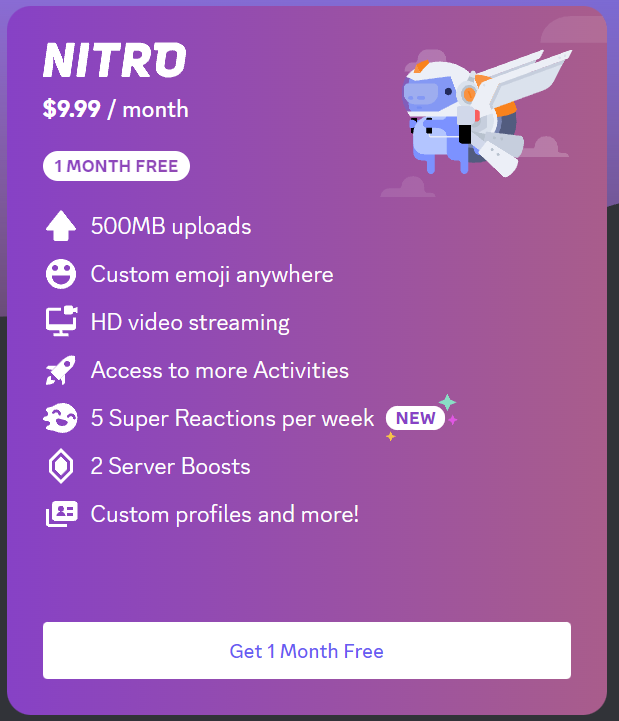 NITRO
$9.99 / month
1 MONTH FREE
500MB uploads
Custom emoji anywhere
HD video streaming
Access to more Activities
5 Super Reactions per week NEW
2 Server Boosts
Custom profiles and more!
Get 1 Month Free